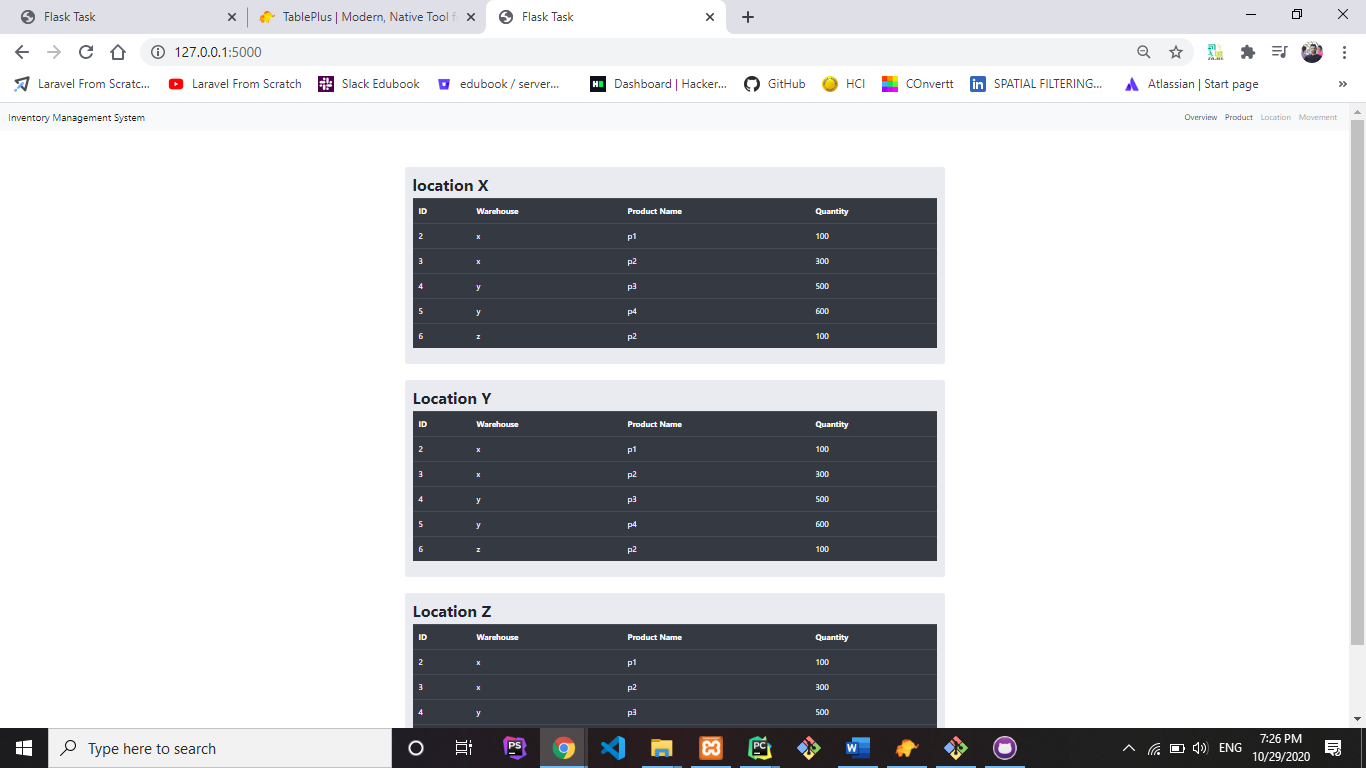 Flask Task
TablePlus | Modern, Native Tool f
Flask Task
127.0.0.1:5000
Laravel From Scratc...
Laravel From Scratch
Slack Edubook
edubook / server...
Dashboard | Hacker...
GitHub
HCI
COnvertt
SPATIAL FILTERING...
Atlassian | Start page
»
Inventory Management System
Overview Product Location Movement
location X
ID Warehouse Product Name Quantity
2 x p1 100
3 x p2 300
4 y p3 500
5 y p4 600
6 z p2 100
Location Y
ID Warehouse Product Name Quantity
2 x p1 100
3 x p2 300
4 y p3 500
5 y p4 600
6 z p2 100
Location Z
ID Warehouse Product Name Quantity
2 x p1 100
3 x p2 300
4 y p3 500
Type here to search
PS
PC
W
ENG
7:26 PM
10/29/2020